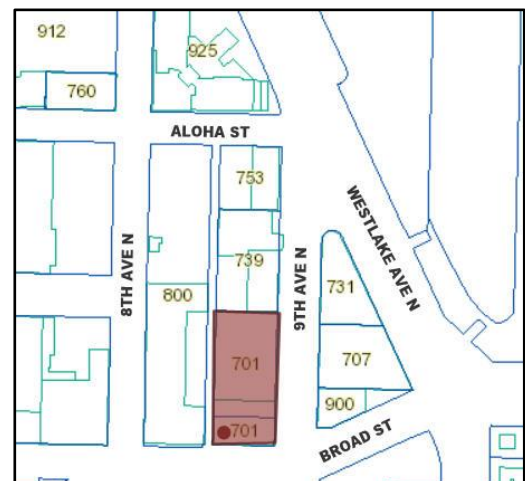 912
925
760
ALOHA ST
753
8TH AVE N
800
739
9TH AVE N
WESTLAKE AVE N
731
701
707
900
701
BROAD ST